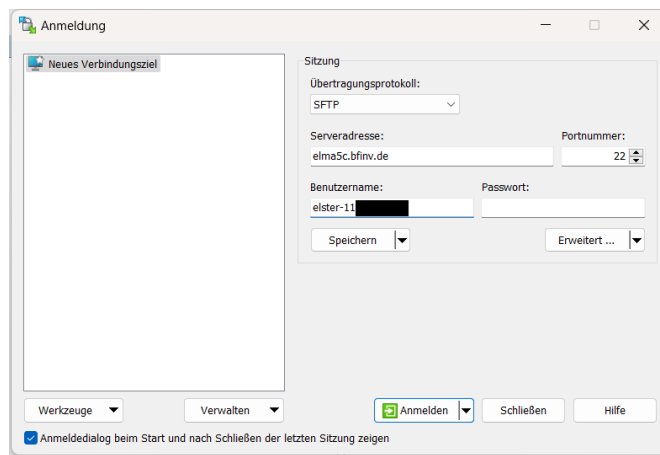 Anmeldung
Neues Verbindungsziel
Sitzung
Übertragungsprotokoll:
SFTP
Serveradresse: Portnummer:
elma5c.bfinv.de 22
Benutzername: Passwort:
elster-11
Speichern Erweitert ...
Werkzeuge Verwalten Anmelden Schließen Hilfe
Anmeldedialog beim Start und nach Schließen der letzten Sitzung zeigen